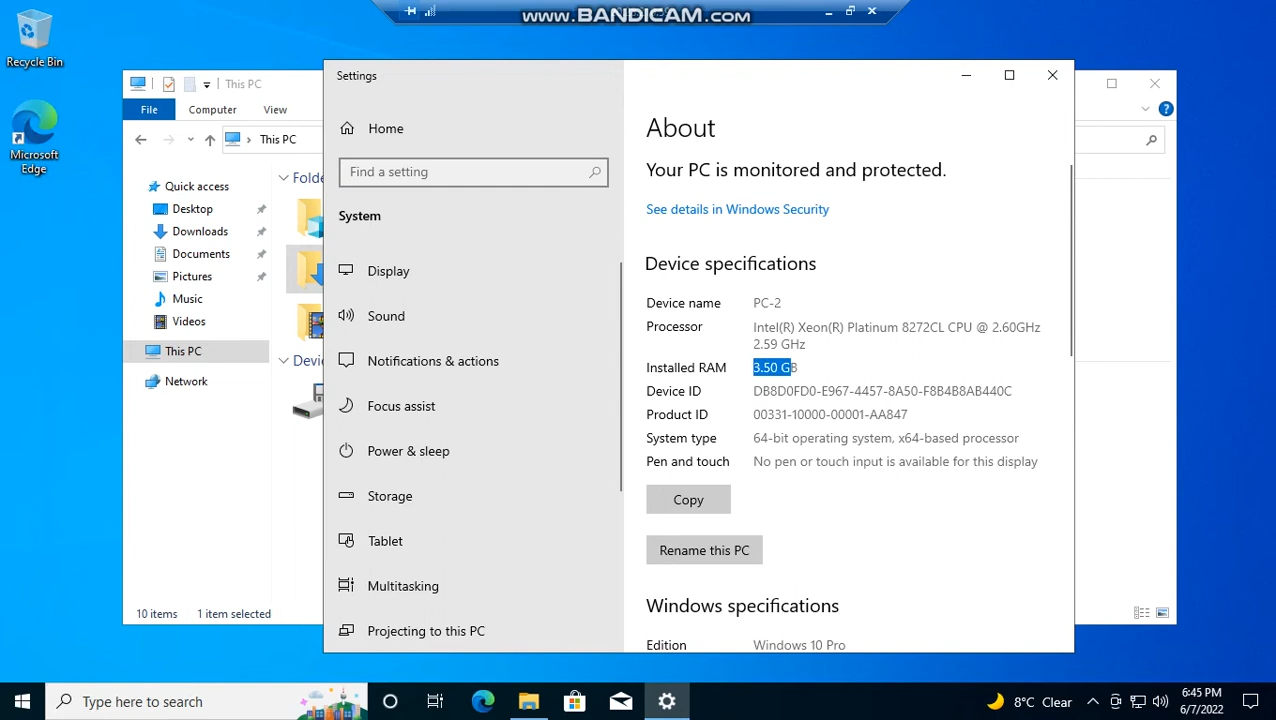 WWW.BANDICAM.COM
Recycle Bin
Microsoft
Edge
This PC
File
Computer
View
This PC
Quick access
Desktop
Downloads
Documents
Pictures
Music
Videos
This PC
Network
Folde
Devic
10 items
1 item selected
Settings
Home
Find a setting
System
Display
Sound
Notifications & actions
Focus assist
Power & sleep
Storage
Tablet
Multitasking
Projecting to this PC
About
Your PC is monitored and protected.
See details in Windows Security
Device specifications
Device name PC-2
Processor Intel(R) Xeon(R) Platinum 8272CL CPU @ 2.60GHz
2.59 GHz
Installed RAM 3.50 GB
Device ID DB8D0FD0-E967-4457-8A50-F8B4B8AB440C
Product ID 00331-10000-00001-AA847
System type 64-bit operating system, x64-based processor
Pen and touch No pen or touch input is available for this display
Copy
Rename this PC
Windows specifications
Edition Windows 10 Pro
Type here to search
8°C Clear
6:45 PM
6/7/2022